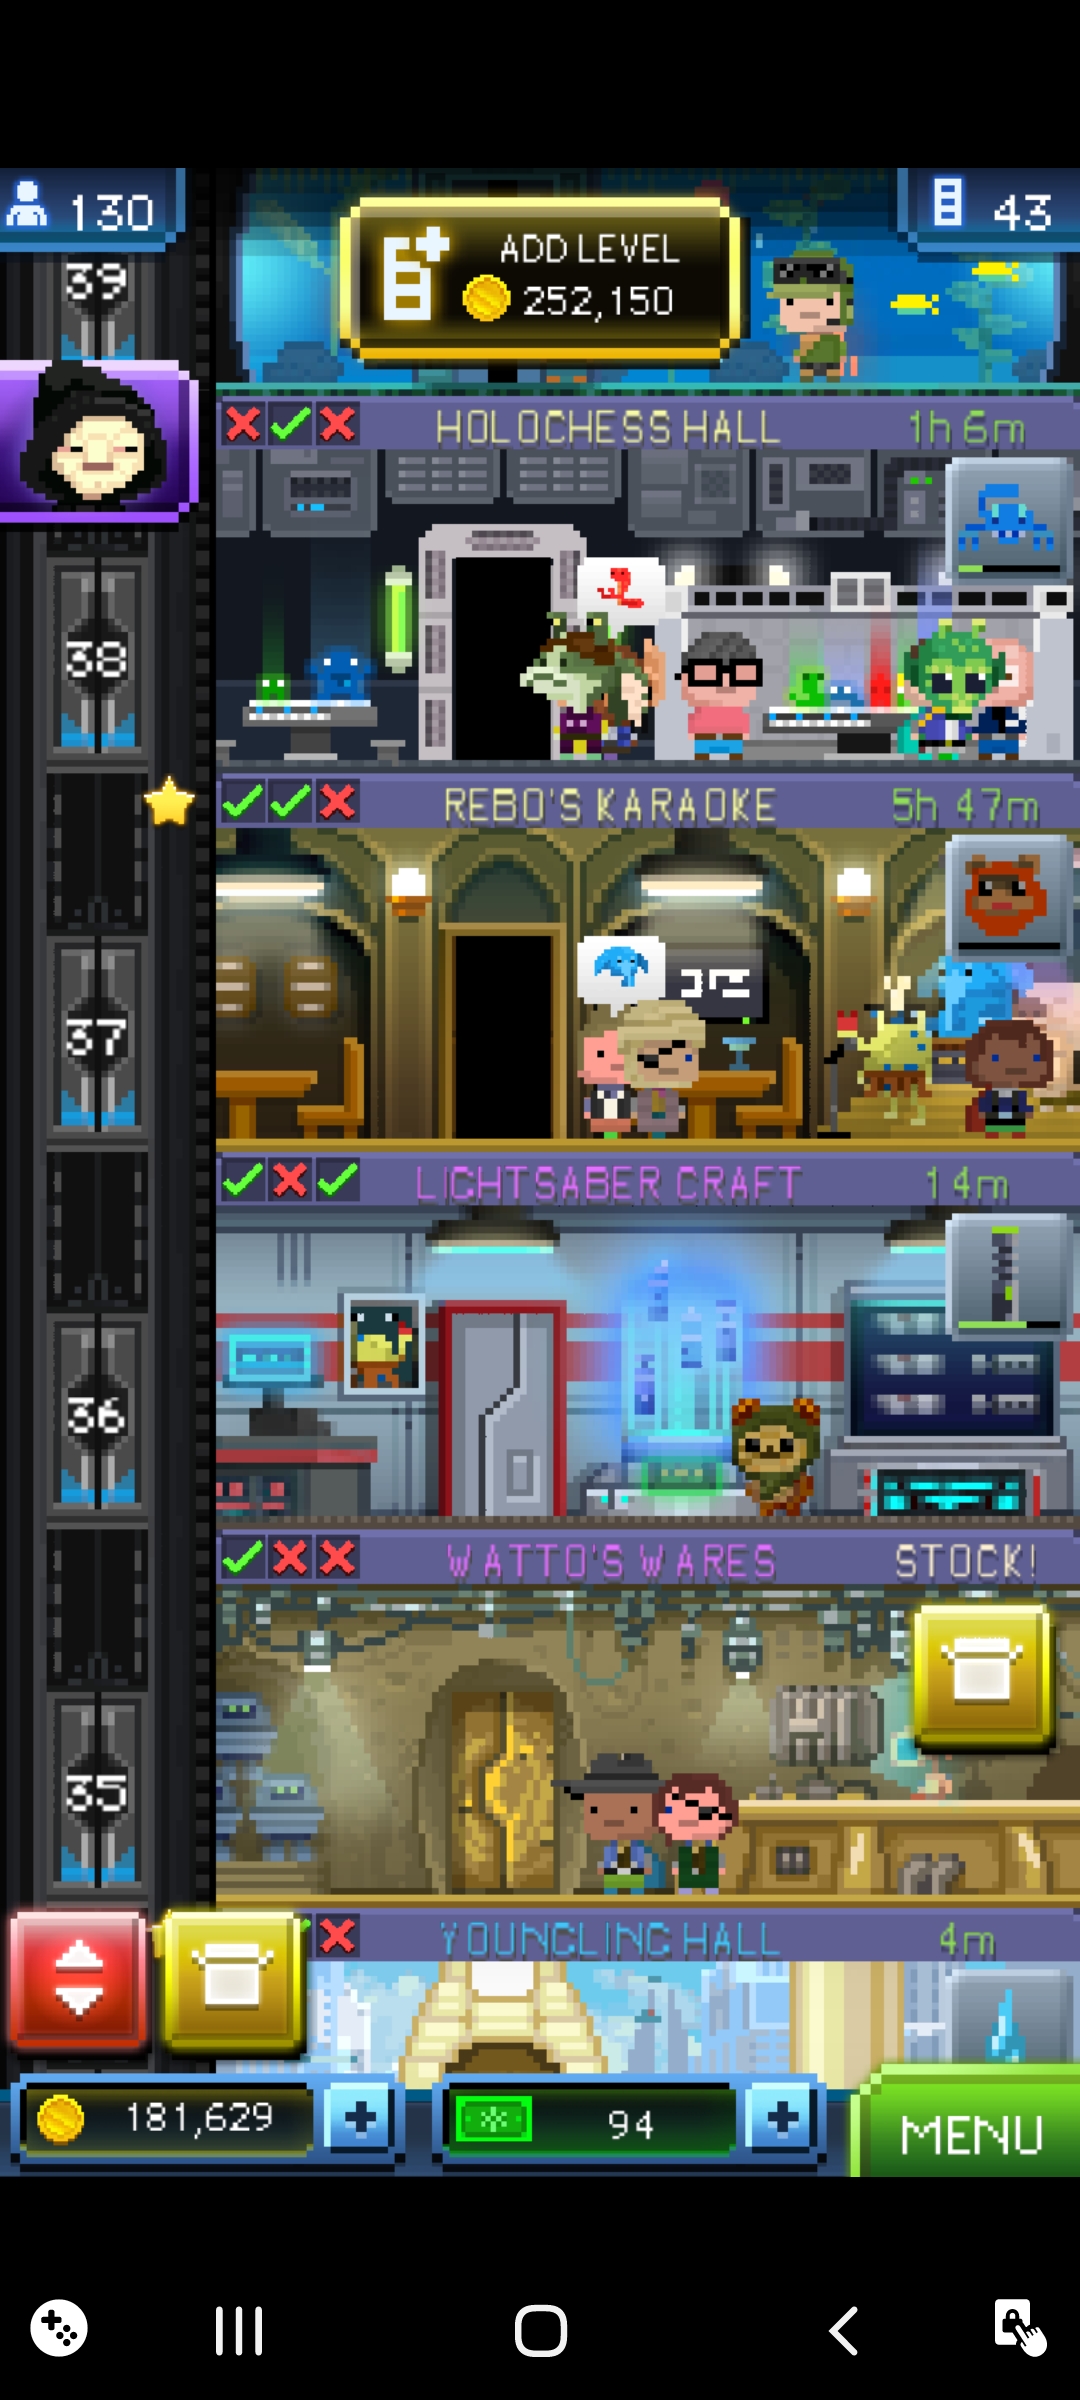 130
ADD LEVEL
252,150
43
39
HOLOCHESS HALL 1h 6m
38
REBO'S KARAOKE 5h 47m
37
LIGHTSABER CRAFT 14m
36
WATTO'S WARES STOCK!
35
YOUNGLING HALL 4m
181,629
94
MENU